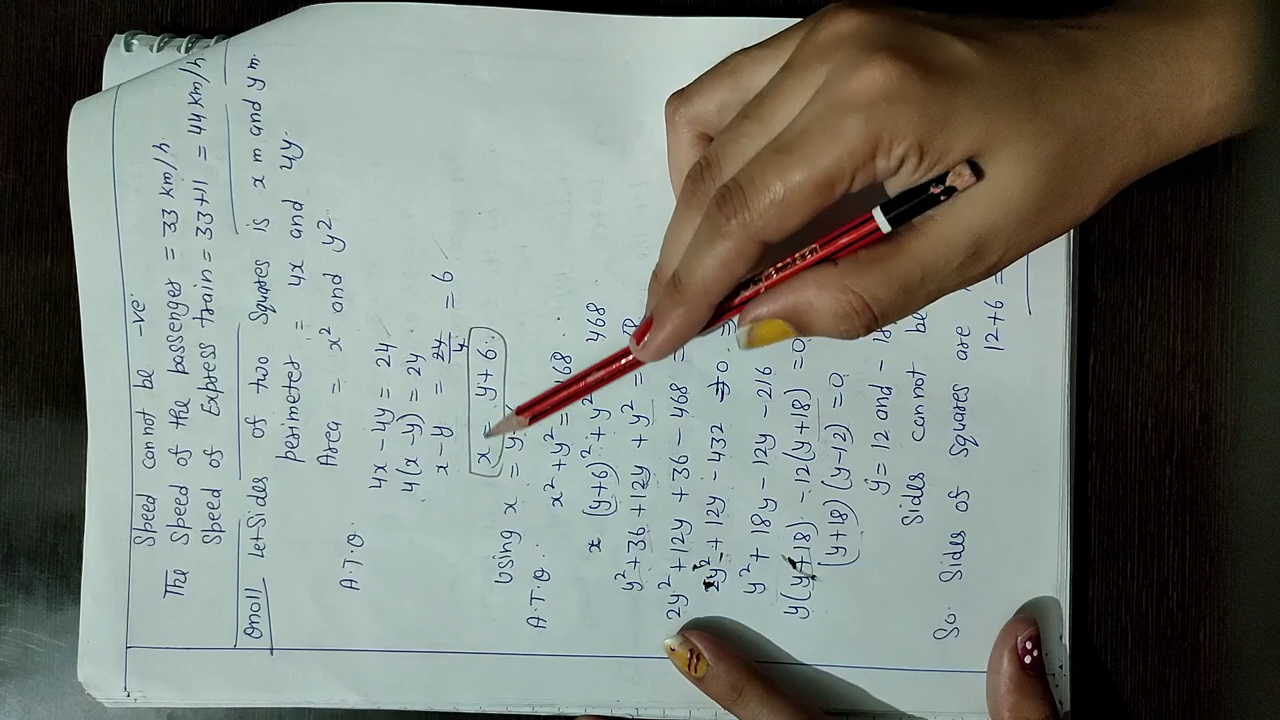 Speed cannot be -ve.
The speed of the passenger = 33 km/h
Speed of Express train = 33+11 = 44 km/h
Qno11 Let sides of two squares is x m and y m.
perimeter = 4x and 4y.
Area = x² and y².
A.T.Q. 4x - 4y = 24
4(x - y) = 24
x - y = 24/4 = 6
x = y + 6.
Using x = y
A.T.Q. x² + y² = 468.
x (y+6)² + y² 468
y² + 36 + 12y + y² =
2y² + 12y + 36 - 468 =
2y² + 12y - 432 = 0.
y² + 18y - 12y - 216
y(y+18) - 12(y+18) = 0
(y+18) (y-12) = 0
y = 12 and - 18
Sides cannot be
So. Sides of squares are
12+6 =